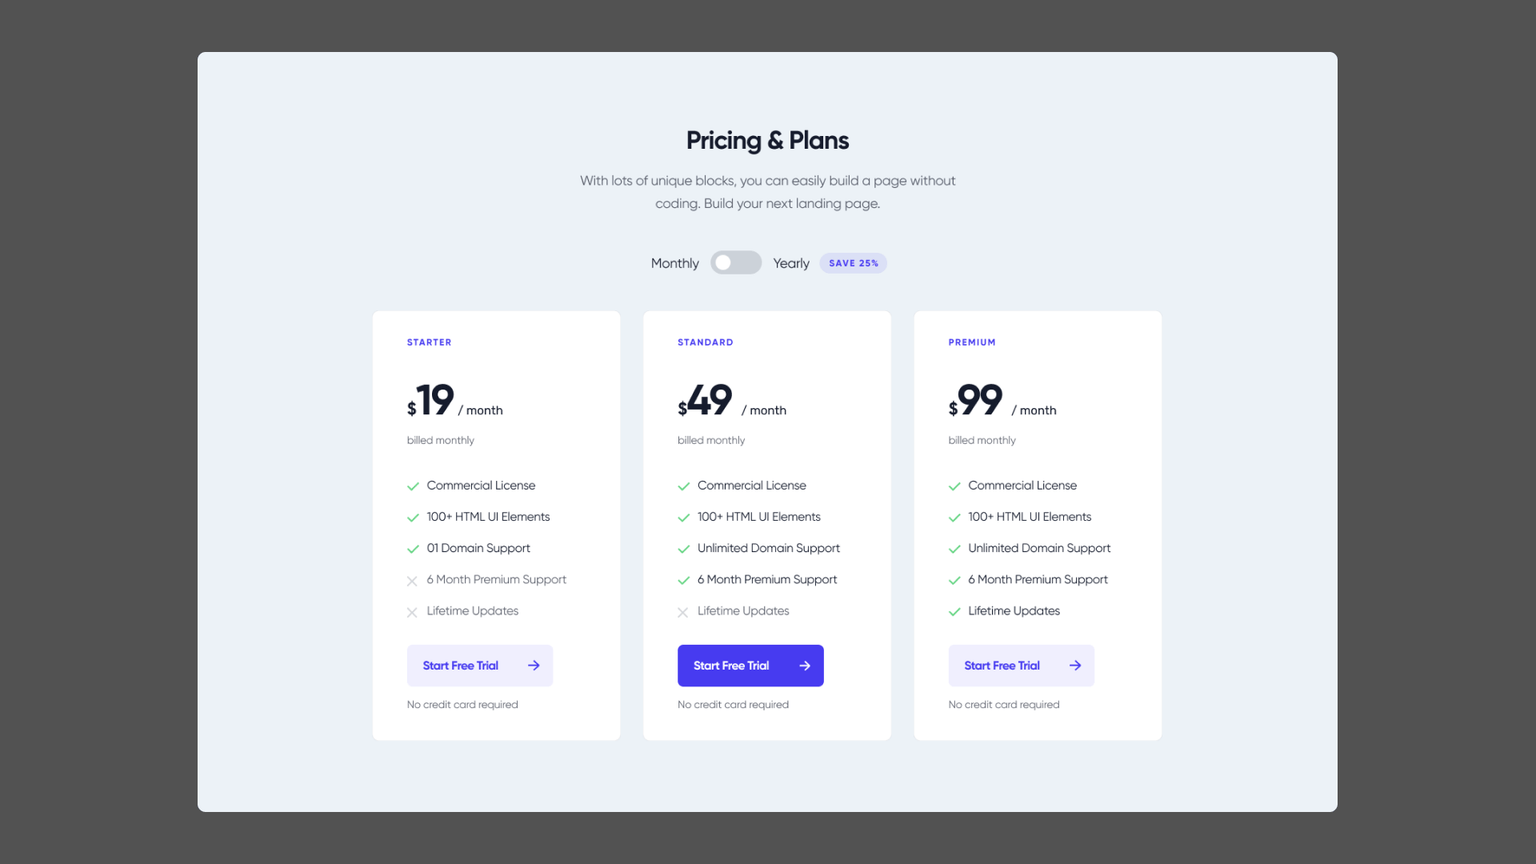 Pricing & Plans
With lots of unique blocks, you can easily build a page without
coding. Build your next landing page.
Monthly
Yearly
SAVE 25%
STARTER
$19 / month
billed monthly
Commercial License
100+ HTML UI Elements
01 Domain Support
6 Month Premium Support
Lifetime Updates
Start Free Trial
No credit card required
STANDARD
$49 / month
billed monthly
Commercial License
100+ HTML UI Elements
Unlimited Domain Support
6 Month Premium Support
Lifetime Updates
Start Free Trial
No credit card required
PREMIUM
$99 / month
billed monthly
Commercial License
100+ HTML UI Elements
Unlimited Domain Support
6 Month Premium Support
Lifetime Updates
Start Free Trial
No credit card required